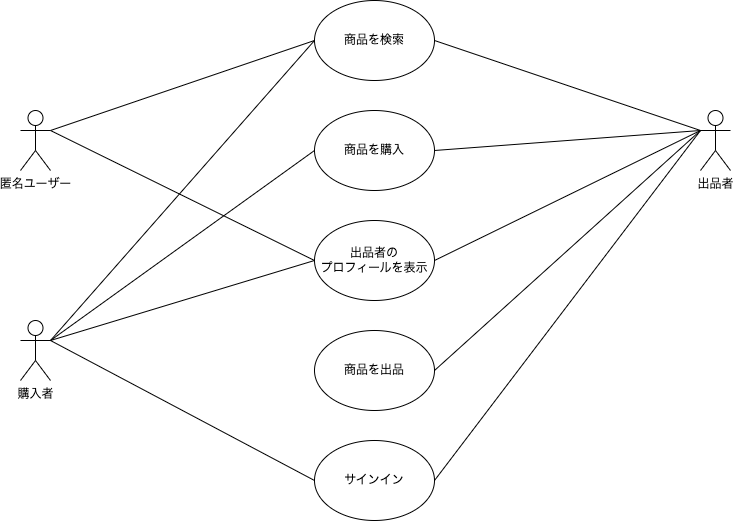 商品を検索
商品を購入
匿名ユーザー
出品者
出品者の
プロフィールを表示
商品を出品
購入者
サインイン